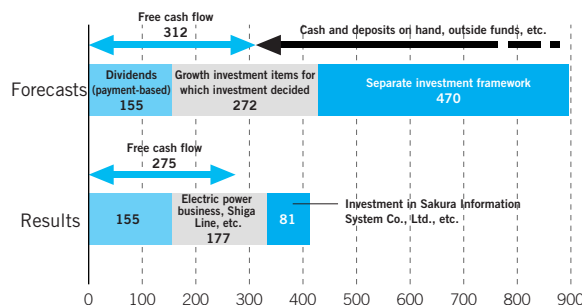 Free cash flow
312
Cash and deposits on hand, outside funds, etc.
Forecasts
Dividends
(payment-based)
155
Growth investment items for
which investment decided
272
Separate investment framework
470
Free cash flow
275
Results
155
Electric power
business, Shiga
Line, etc.
177
81
Investment in Sakura Information
System Co., Ltd., etc.
0 100 200 300 400 500 600 700 800 900